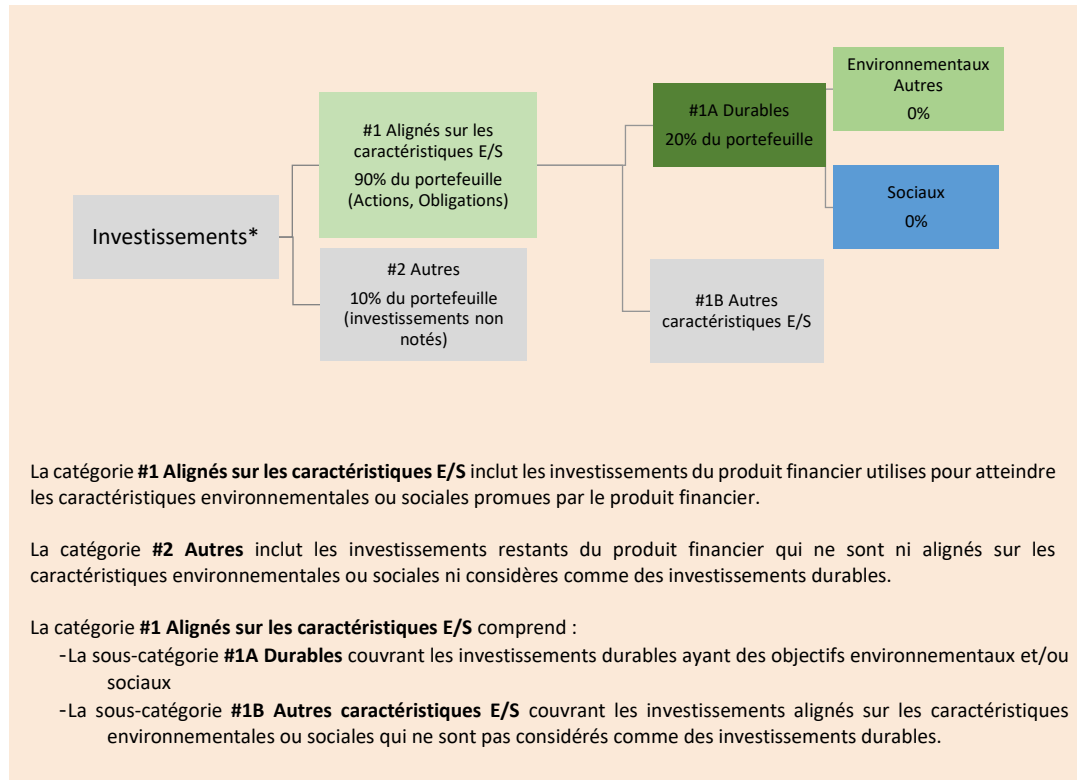 Environnementaux
Autres
0%
#1 Alignés sur les
caractéristiques E/S
90% du portefeuille
(Actions, Obligations)
#1A Durables
20% du portefeuille
Sociaux
0%
Investissements*
#2 Autres
10% du portefeuille
(investissements non
notés)
#1B Autres
caractéristiques E/S
La catégorie #1 Alignés sur les caractéristiques E/S inclut les investissements du produit financier utilises pour atteindre
les caractéristiques environnementales ou sociales promues par le produit financier.
La catégorie #2 Autres inclut les investissements restants du produit financier qui ne sont ni alignés sur les
caractéristiques environnementales ou sociales ni considères comme des investissements durables.
La catégorie #1 Alignés sur les caractéristiques E/S comprend :
-La sous-catégorie #1A Durables couvrant les investissements durables ayant des objectifs environnementaux et/ou
sociaux
-La sous-catégorie #1B Autres caractéristiques E/S couvrant les investissements alignés sur les caractéristiques
environnementales ou sociales qui ne sont pas considérés comme des investissements durables.